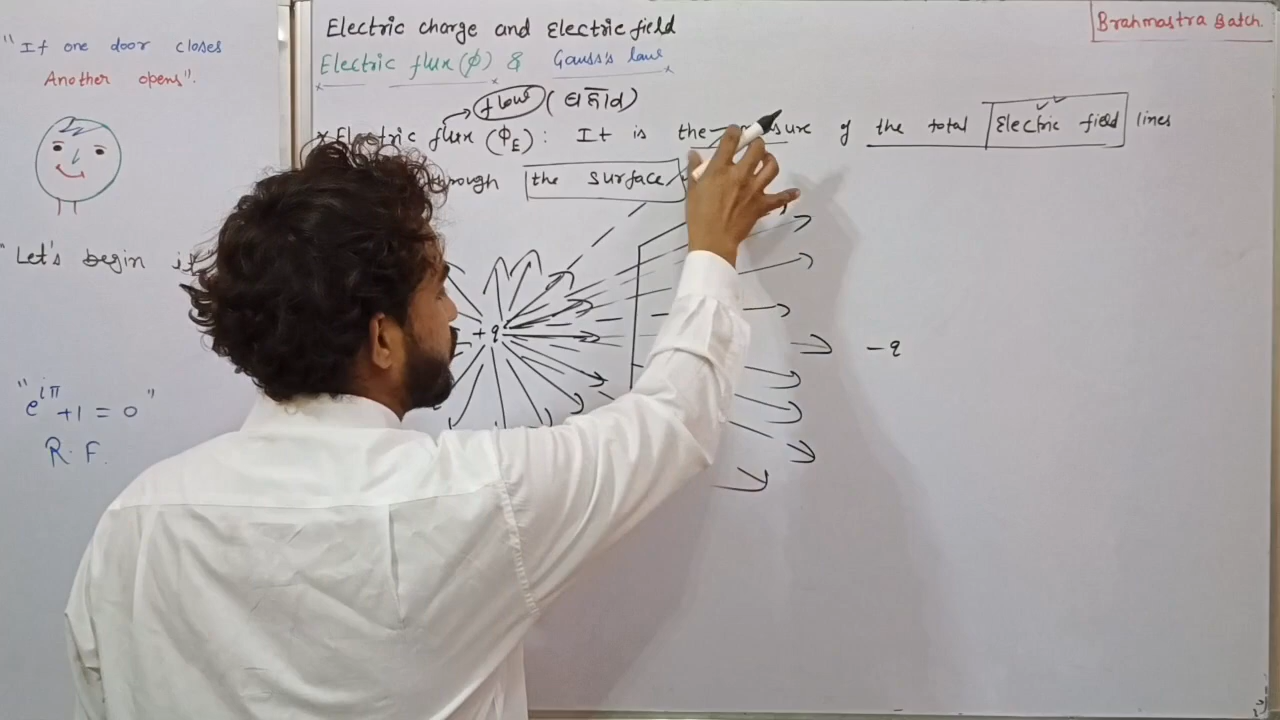 "If one door closes
Another opens".
"Let's begin it"
"e^iπ + 1 = 0"
R. F.
Electric charge and Electric field
Brahmastra Batch
Electric flux (ϕ) & Gauss's law
flow (बहाव)
* Electric flux (ϕE): It is the of the total Electric field lines
through the surface
+q
-q